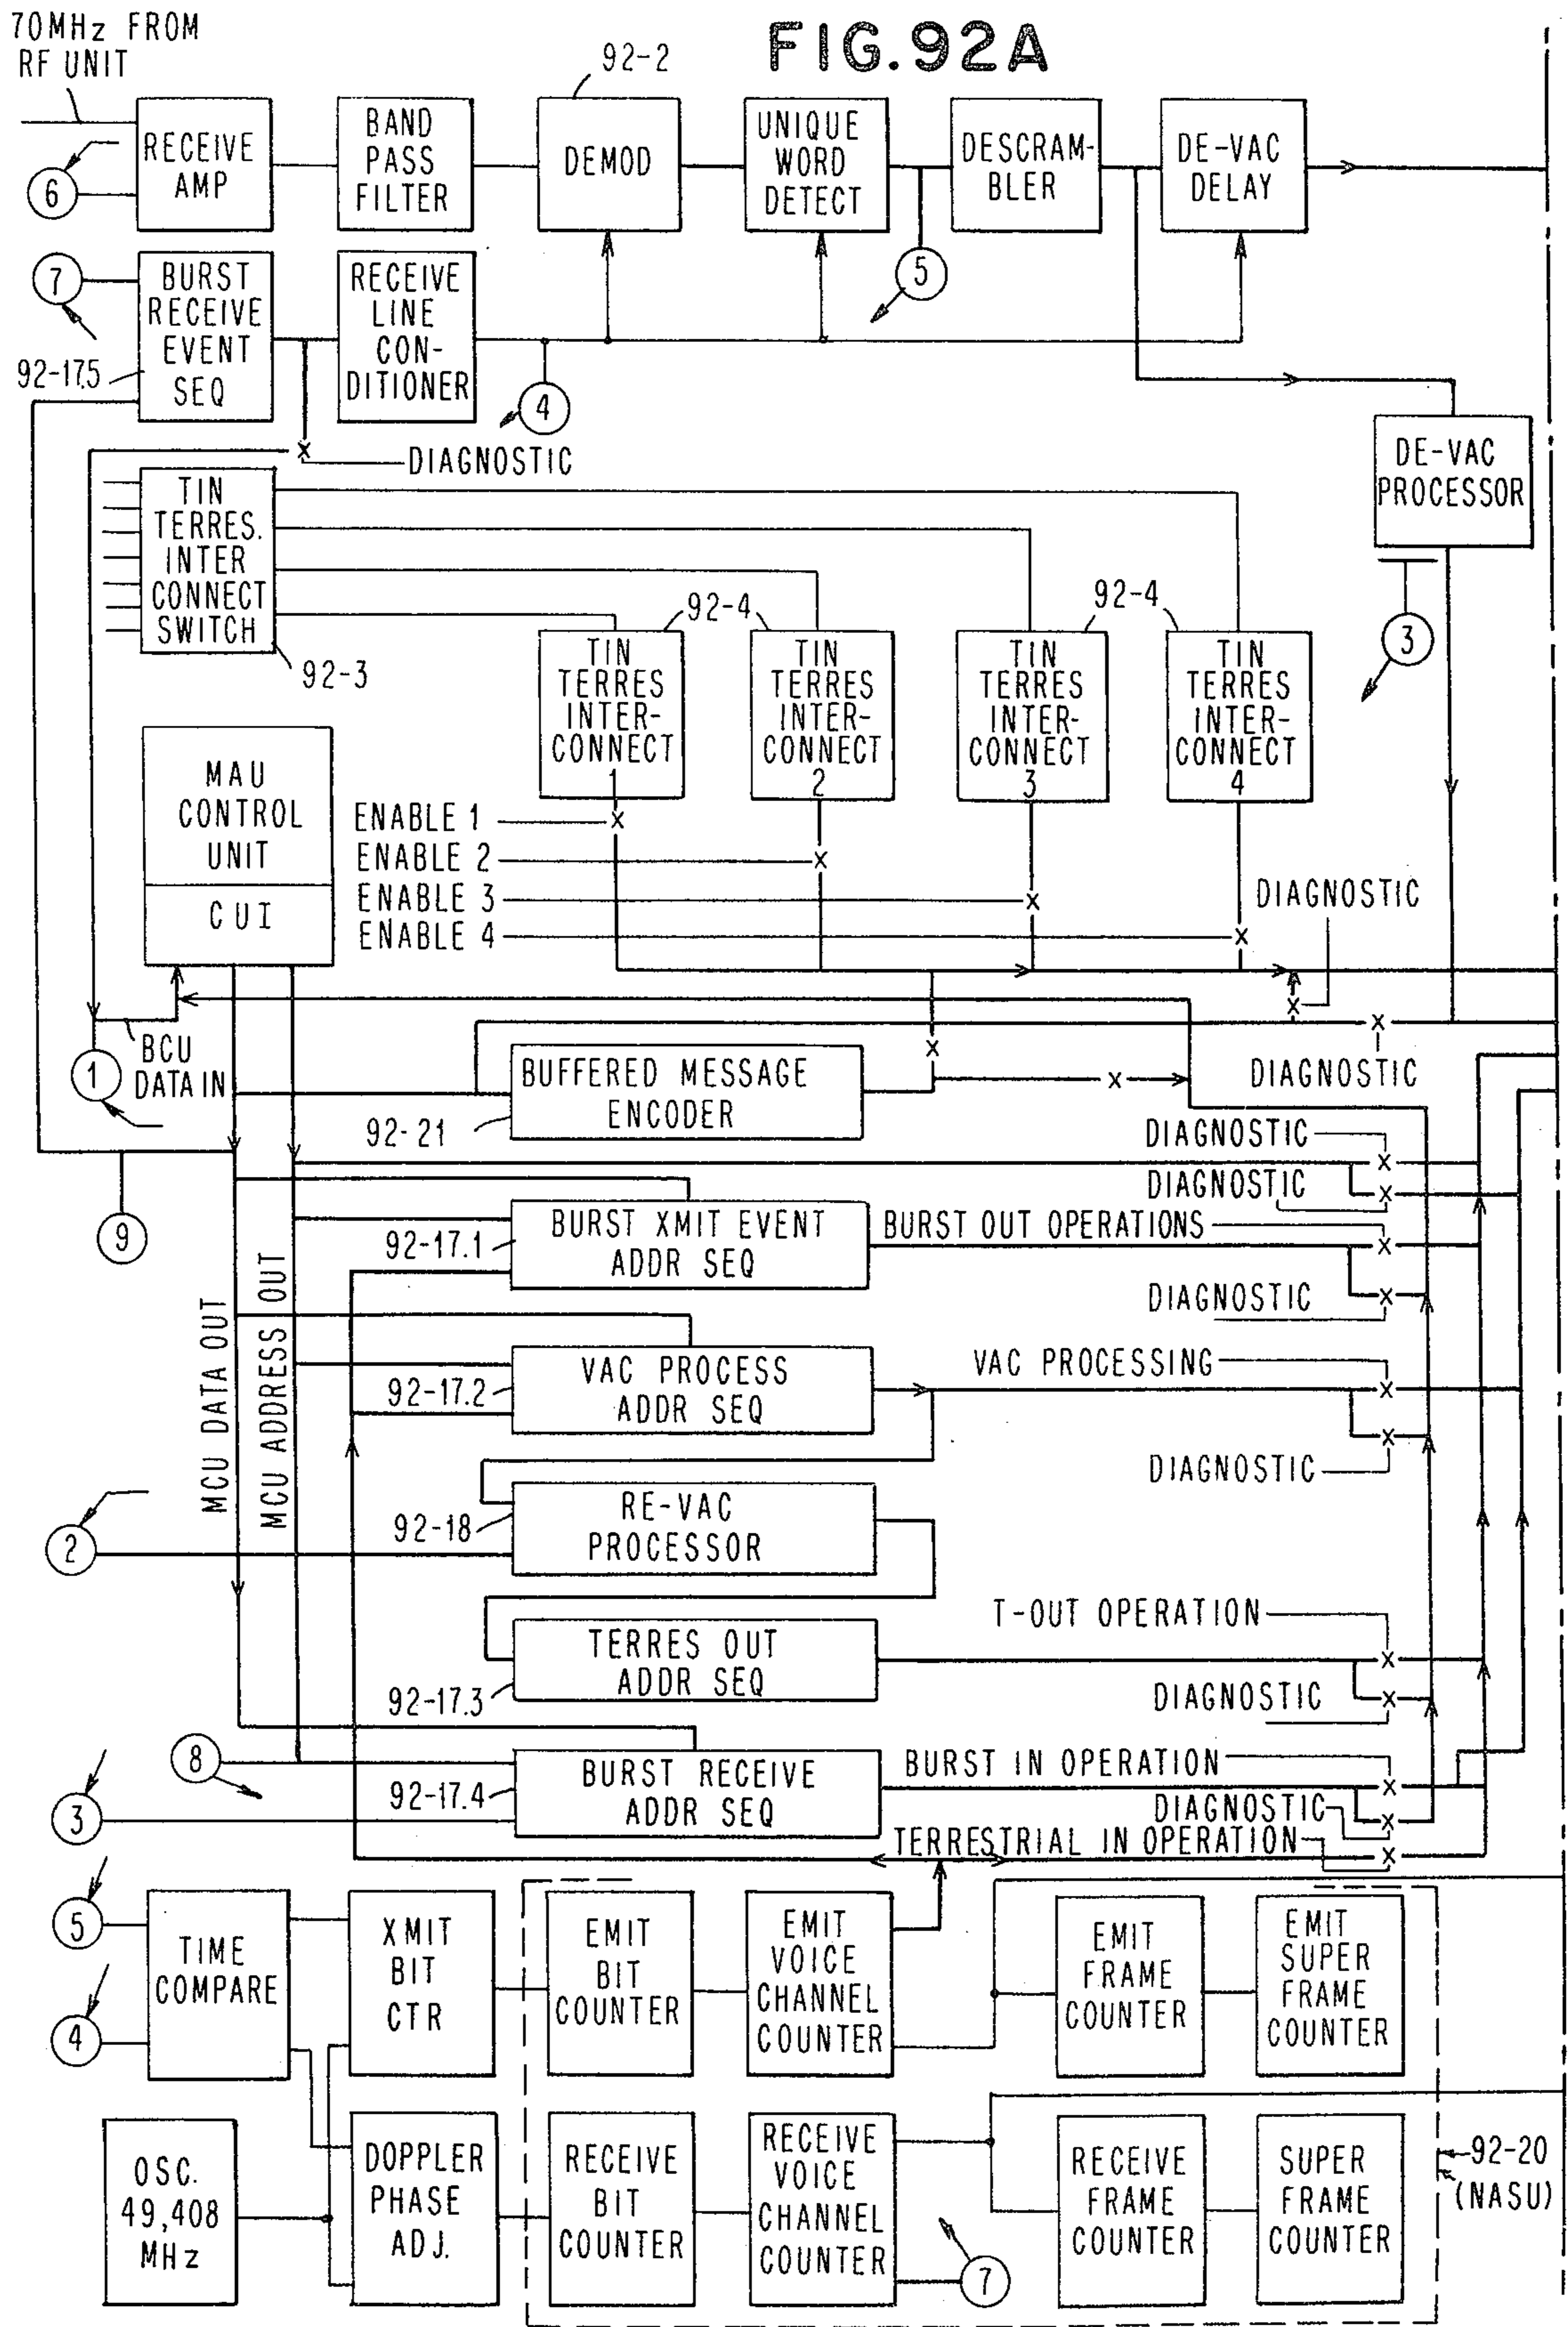 FIG.92A
70MHz FROM
RF UNIT
92-2
RECEIVE
AMP
BAND
PASS
FILTER
DEMOD
UNIQUE
WORD
DETECT
DESCRAM-
BLER
DE-VAC
DELAY
6
7
5
BURST
RECEIVE
EVENT
SEQ
RECEIVE
LINE
CON-
DITIONER
92-17.5
4
DIAGNOSTIC
DE-VAC
PROCESSOR
TIN
TERRES.
INTER
CONNECT
SWITCH
92-3
92-4
92-4
3
TIN
TERRES
INTER-
CONNECT
1
TIN
TERRES
INTER-
CONNECT
2
TIN
TERRES
INTER-
CONNECT
3
TIN
TERRES
INTER-
CONNECT
4
MAU
CONTROL
UNIT
CUI
ENABLE 1
ENABLE 2
ENABLE 3
ENABLE 4
DIAGNOSTIC
1
BCU
DATA IN
BUFFERED MESSAGE
ENCODER
92-21
DIAGNOSTIC
DIAGNOSTIC
DIAGNOSTIC
9
BURST XMIT EVENT
ADDR SEQ
92-17.1
BURST OUT OPERATIONS
DIAGNOSTIC
MCU DATA OUT
MCU ADDRESS OUT
VAC PROCESS
ADDR SEQ
92-17.2
VAC PROCESSING
DIAGNOSTIC
RE-VAC
PROCESSOR
92-18
2
T-OUT OPERATION
TERRES OUT
ADDR SEQ
92-17.3
DIAGNOSTIC
8
BURST RECEIVE
ADDR SEQ
92-17.4
BURST IN OPERATION
DIAGNOSTIC
TERRESTRIAL IN OPERATION
3
5
4
TIME
COMPARE
XMIT
BIT
CTR
EMIT
BIT
COUNTER
EMIT
VOICE
CHANNEL
COUNTER
EMIT
FRAME
COUNTER
EMIT
SUPER
FRAME
COUNTER
OSC.
49,408
MHz
DOPPLER
PHASE
ADJ.
RECEIVE
BIT
COUNTER
RECEIVE
VOICE
CHANNEL
COUNTER
7
RECEIVE
FRAME
COUNTER
SUPER
FRAME
COUNTER
92-20
(NASU)